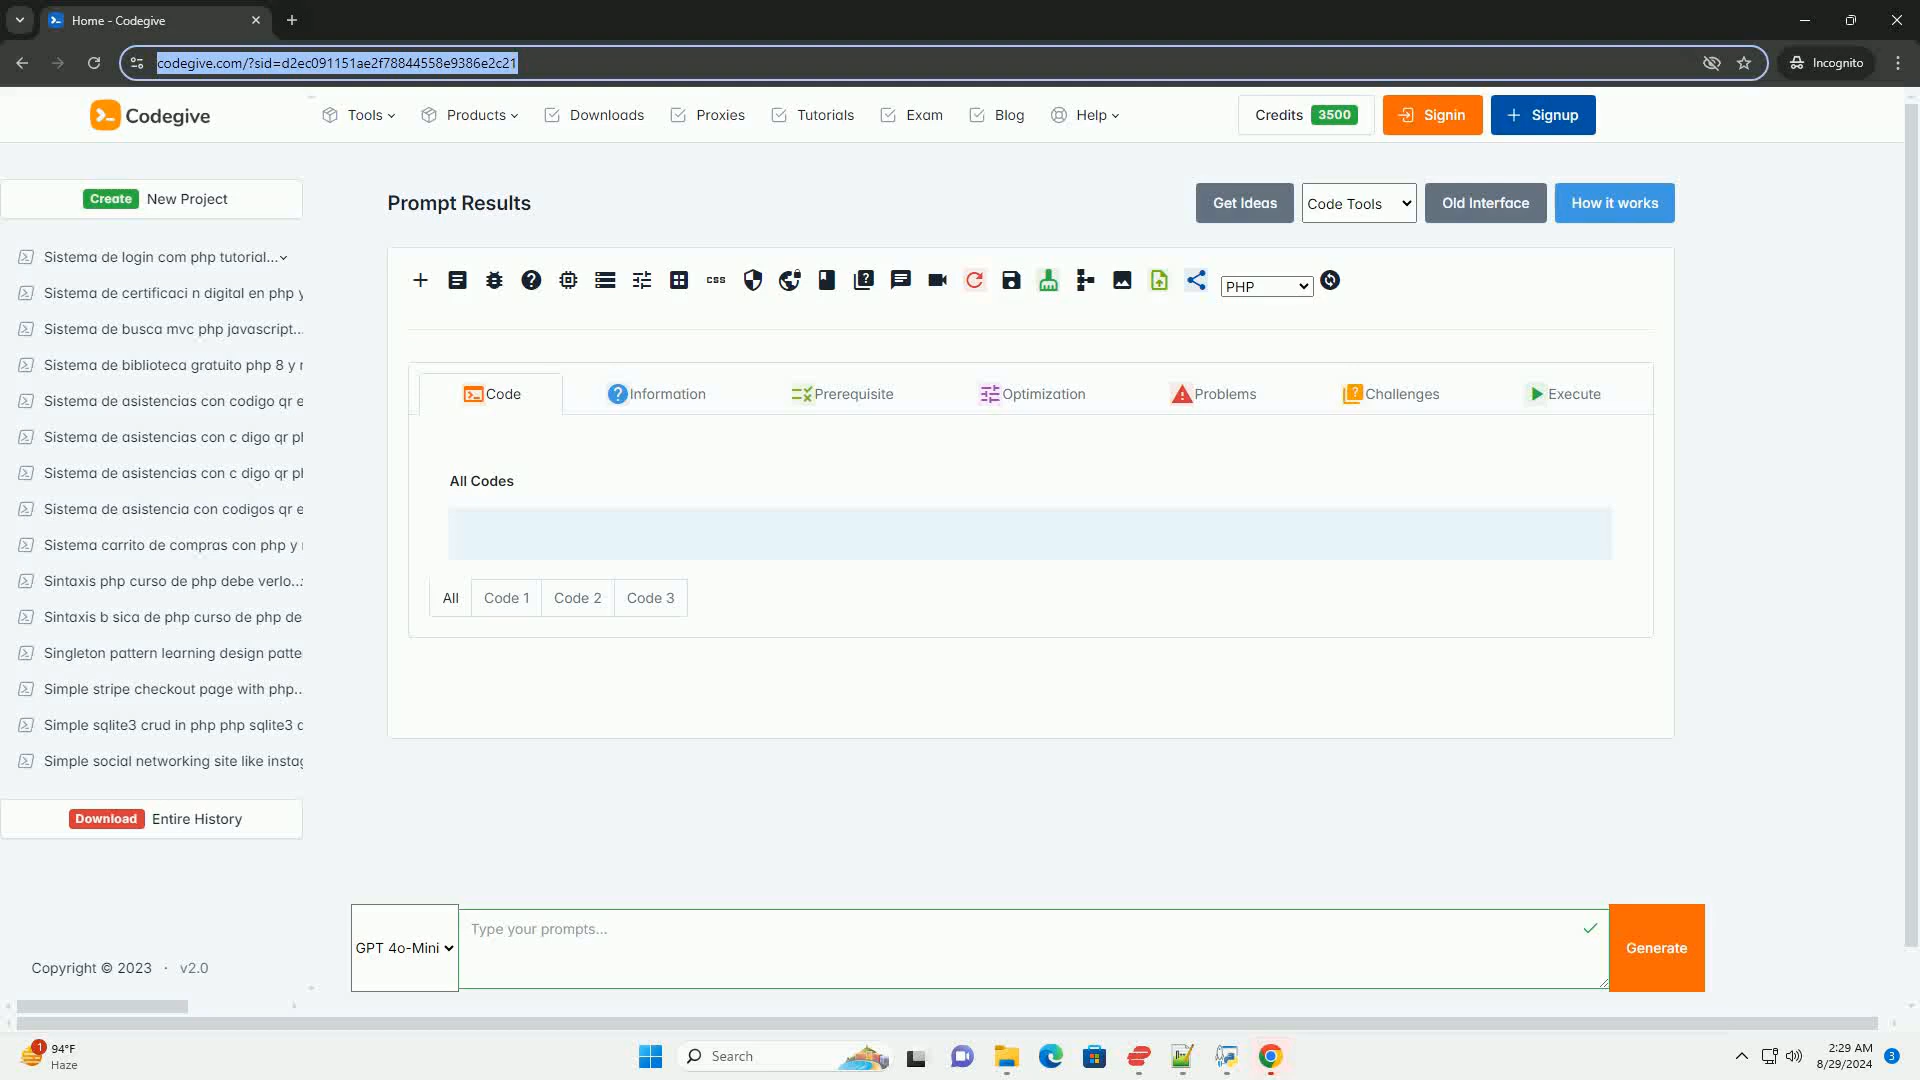 Home - Codegive
codegive.com/?sid=d2ec091151ae2f78844558e9386e2c21
Incognito
Codegive
Tools
Products
Downloads
Proxies
Tutorials
Exam
Blog
Help
Credits 3500
Signin
Signup
Create New Project
Sistema de login com php tutorial...
Sistema de certificaci n digital en php y
Sistema de busca mvc php javascript...
Sistema de biblioteca gratuito php 8 y
Sistema de asistencias con codigo qr e
Sistema de asistencias con c digo qr
Sistema de asistencias con c digo qr
Sistema de asistencia con codigos qr e
Sistema carrito de compras con php y
Sintaxis php curso de php debe verlo...
Sintaxis b sica de php curso de php de
Singleton pattern learning design patte
Simple stripe checkout page with php...
Simple sqlite3 crud in php php sqlite3
Simple social networking site like
Download Entire History
Copyright © 2023 · v2.0
Prompt Results
Get Ideas
Code Tools
Old Interface
How it works
css
PHP
Code
Information
Prerequisite
Optimization
Problems
Challenges
Execute
All Codes
All
Code 1
Code 2
Code 3
GPT 4o-Mini
Type your prompts...
Generate
1
94°F
Haze
Search
2:29 AM
8/29/2024
3